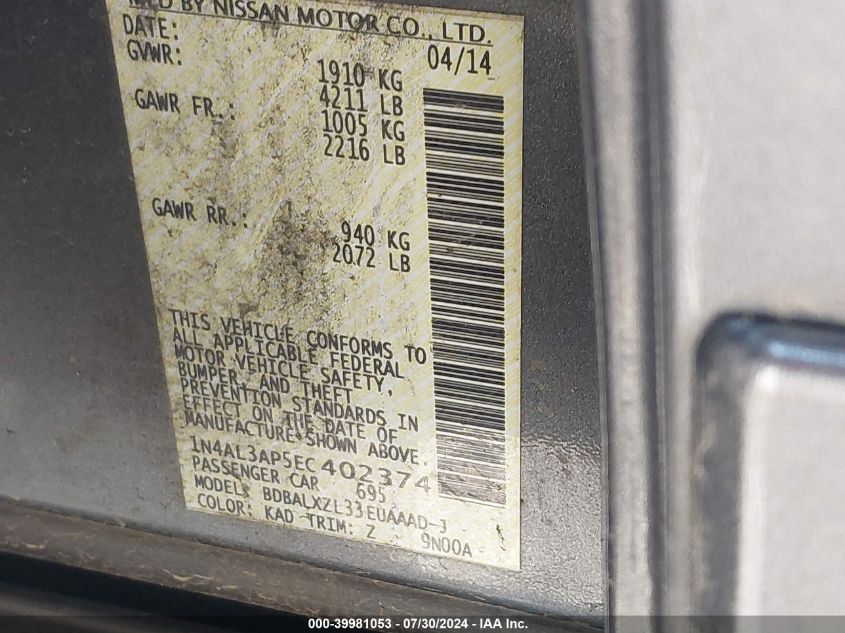 MFD BY NISSAN MOTOR CO., LTD.
DATE: 04/14
GVWR: 1910 KG
4211 LB
GAWR FR.: 1005 KG
2216 LB
GAWR RR.: 940 KG
2072 LB
THIS VEHICLE CONFORMS TO
ALL APPLICABLE FEDERAL
MOTOR VEHICLE SAFETY,
BUMPER, AND THEFT
PREVENTION STANDARDS IN
EFFECT ON THE DATE OF
MANUFACTURE SHOWN ABOVE.
1N4AL3AP5EC402374
PASSENGER CAR 695
MODEL: BDBALXZL33EUAAAD-J
COLOR: KAD TRIM: Z 9N00A
000-39981053 - 07/30/2024 - IAA Inc.